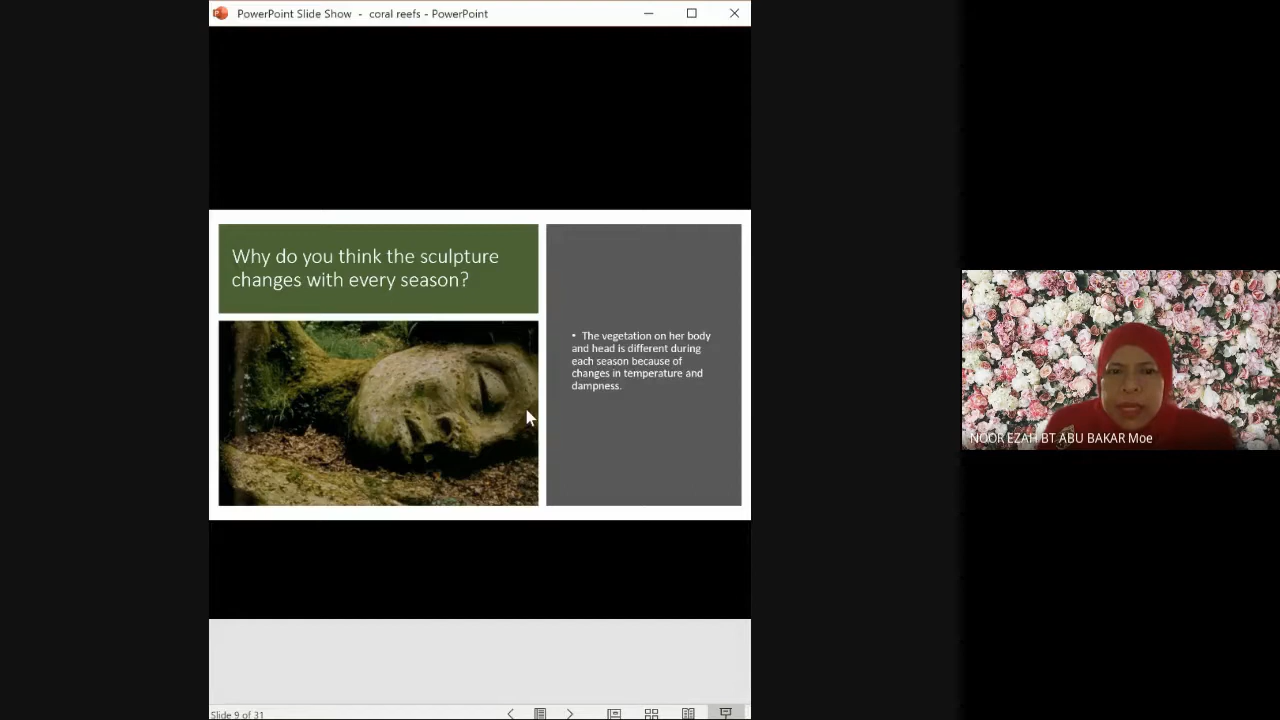 PowerPoint Slide Show - coral reefs - PowerPoint
Why do you think the sculpture
changes with every season?
• The vegetation on her body
and head is different during
each season because of
changes in temperature and
dampness.
NOOR EZAH BT ABU BAKAR Moe
Slide 9 of 31